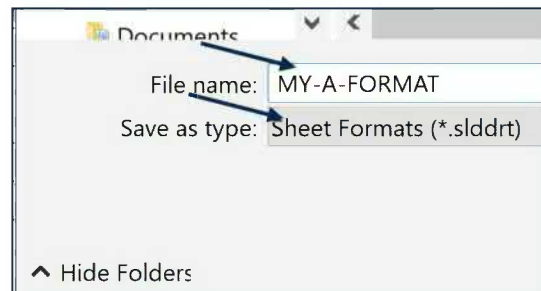 Documents
File name: MY-A-FORMAT
Save as type: Sheet Formats (*.slddrt)
Hide Folders